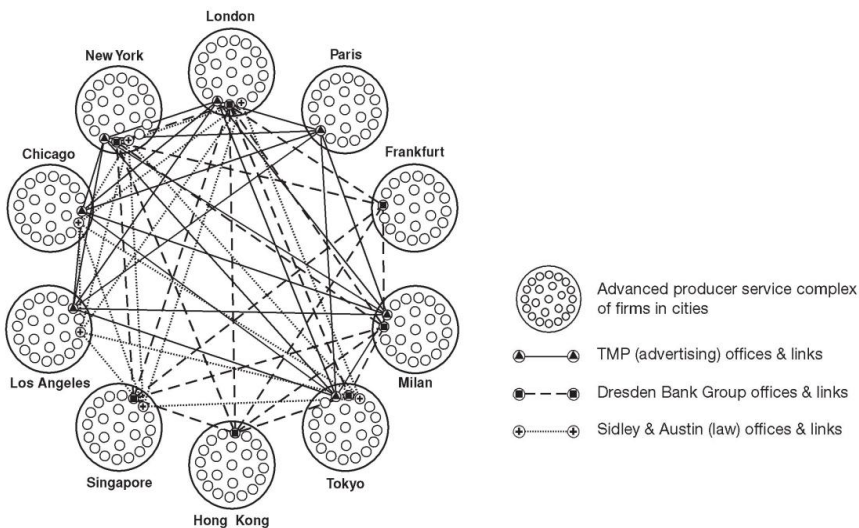 London
New York
Paris
Chicago
Frankfurt
Los Angeles
Milan
Singapore
Hong Kong
Tokyo
Advanced producer service complex
of firms in cities
TMP (advertising) offices & links
Dresden Bank Group offices & links
Sidley & Austin (law) offices & links